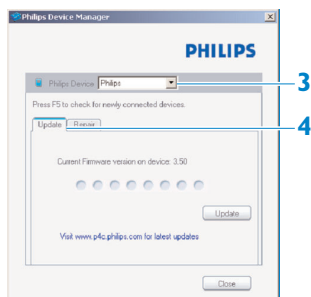 Philips Device Manager
PHILIPS
Philips Device Philips
3
Press F5 to check for newly connected devices.
Update Repair
4
Current Firmware version on device: 3.50
Update
Visit www.p4c.philips.com for latest updates
Close